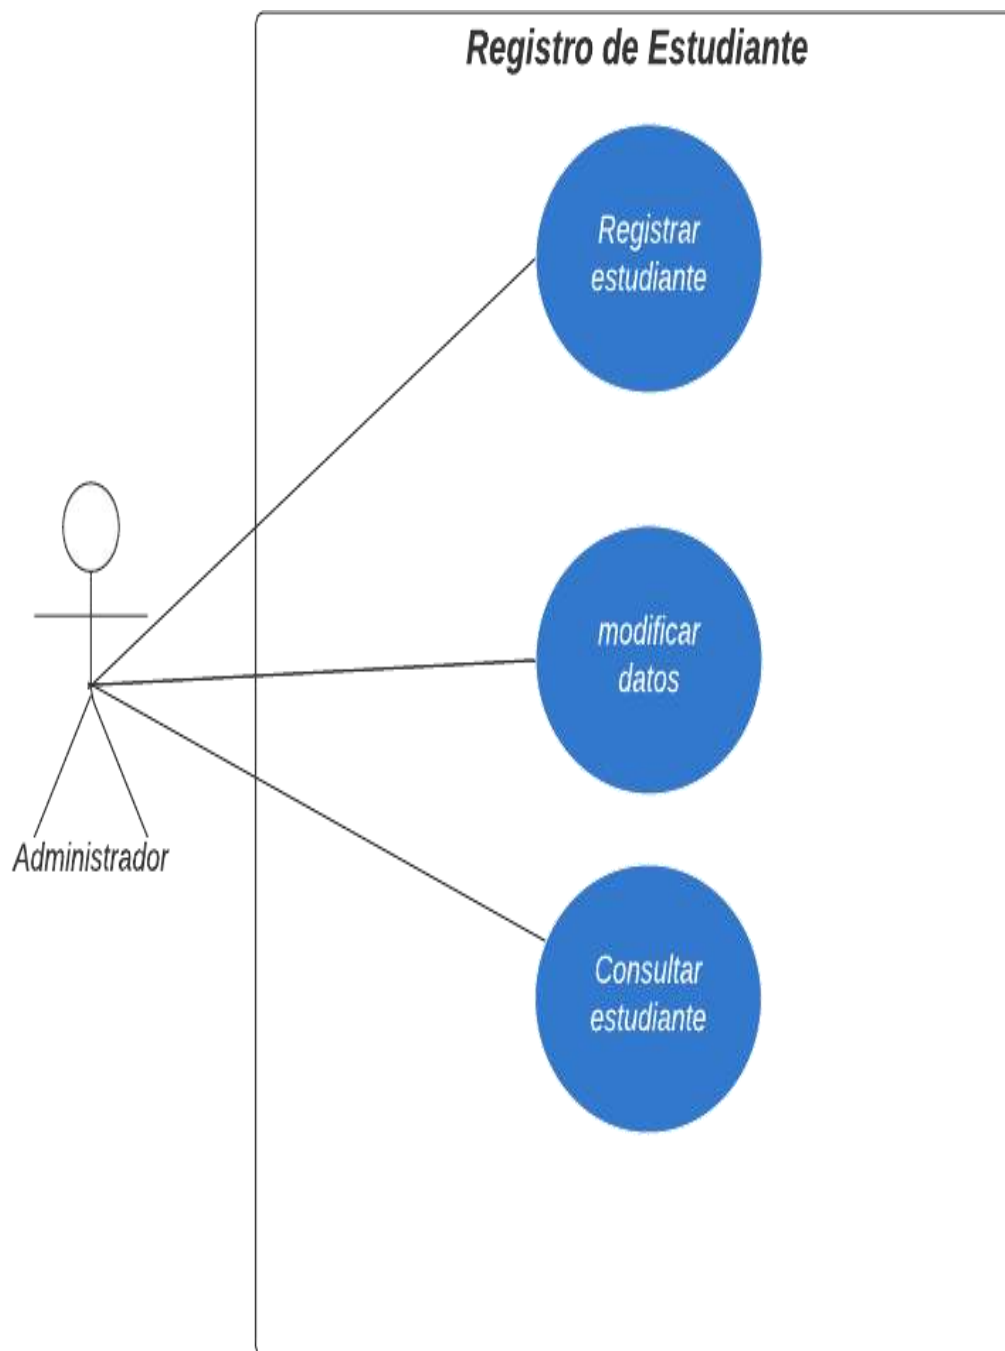 Registro de Estudiante
Registrar
estudiante
modificar
datos
Administrador
Consultar
estudiante